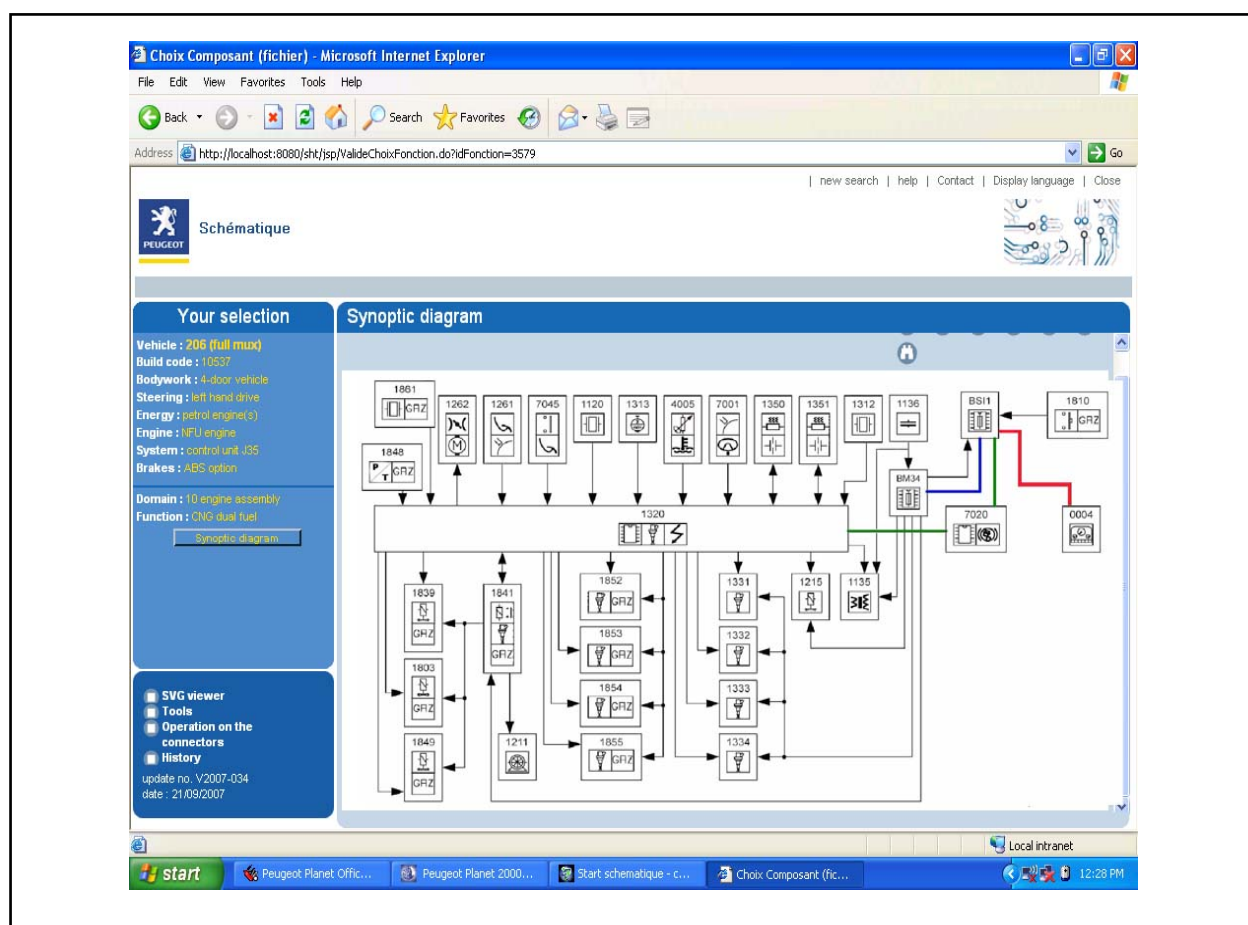 Choix Composant (fichier) - Microsoft Internet Explorer
File Edit View Favorites Tools Help
Back Search Favorites
Address http://localhost:8080/sht/jsp/ValideChoixFonction.do?idFonction=3579 Go
| new search | help | Contact | Display language | Close
PEUGEOT
Schématique
Your selection
Vehicle : 206 (full mux)
Build code : 10537
Bodywork : 4-door vehicle
Steering : left hand drive
Energy : petrol engine(s)
Engine : NFU engine
System : control unit J35
Brakes : ABS option
Domain : 10 engine assembly
Function : CNG dual fuel
Synoptic diagram
SVG viewer
Tools
Operation on the
connectors
History
update no. V2007-034
date : 21/09/2007
Synoptic diagram
1861 GRZ
1262 M
1261
7045
1120
1313
4005
7001
1350
1351
1312
1136
BSI1
1810 GRZ
1848 P T GRZ
BM34
1320
7020
0004
1839 GRZ
1841 GRZ
1852 GRZ
1331
1215
1135
1853 GRZ
1332
1803 GRZ
1854 GRZ
1333
1849 GRZ
1211
1855 GRZ
1334
Local intranet
start
Peugeot Planet Offic...
Peugeot Planet 2000...
Start schematique - c...
Choix Composant (fic...
12:28 PM